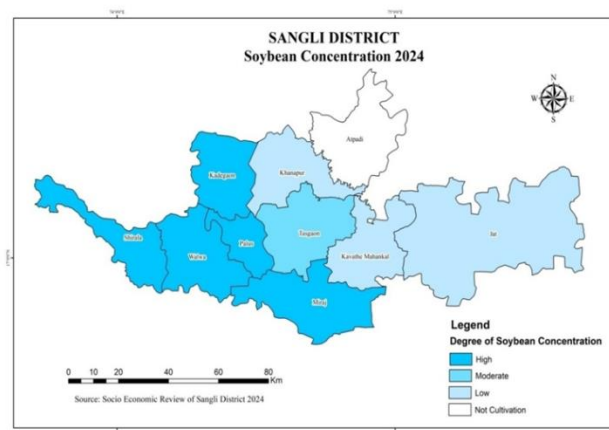 SANGLI DISTRICT
Soybean Concentration 2024
N
W E
S
Atpadi
Khanapur
Kadegaon
Shirala
Walwa
Palus
Tasgaon
Kavathe Mahankal
Jat
Miraj
Legend
Degree of Soybean Concentration
High
Moderate
Low
Not Cultivation
0 5 10 20 40 60 80
Km
Source: Socio Economic Review of Sangli District 2024